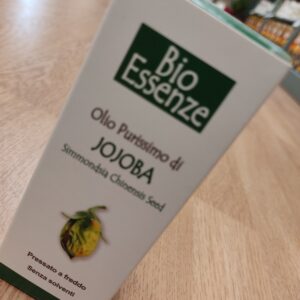 Bio
Essenze
Olio Purissimo di
JOJOBA
Simmondsia Chinensis Seed
Pressato a freddo
Senza solventi